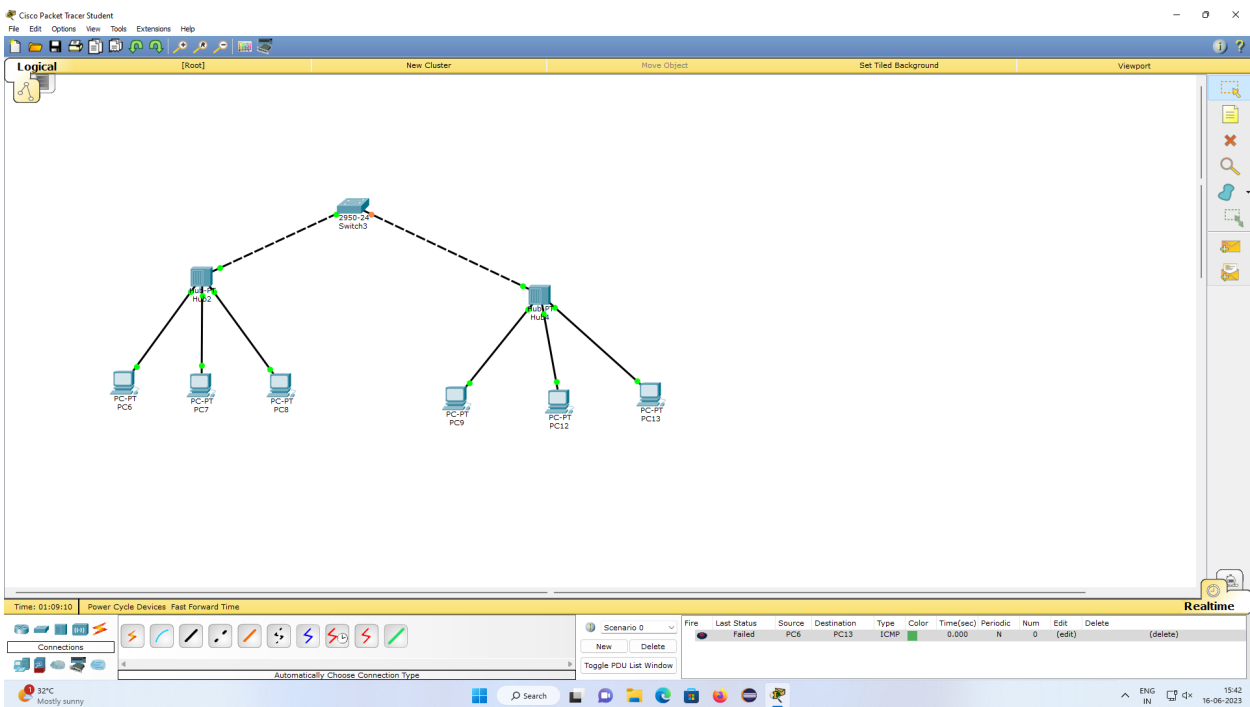 Cisco Packet Tracer Student
File Edit Options View Tools Extensions Help
Logical [Root] New Cluster Move Object Set Tiled Background Viewport
2950-24
Switch3
Hub-PT
Hub2
Hub-PT
Hub4
PC-PT
PC6
PC-PT
PC7
PC-PT
PC8
PC-PT
PC9
PC-PT
PC12
PC-PT
PC13
Time: 01:09:10 Power Cycle Devices Fast Forward Time Realtime
Connections
Automatically Choose Connection Type
Scenario 0
New Delete
Toggle PDU List Window
Fire Last Status Source Destination Type Color Time(sec) Periodic Num Edit Delete
Failed PC6 PC13 ICMP 0.000 N 0 (edit) (delete)
1 32°C
Mostly sunny
Search
ENG
IN
15:42
16-06-2023